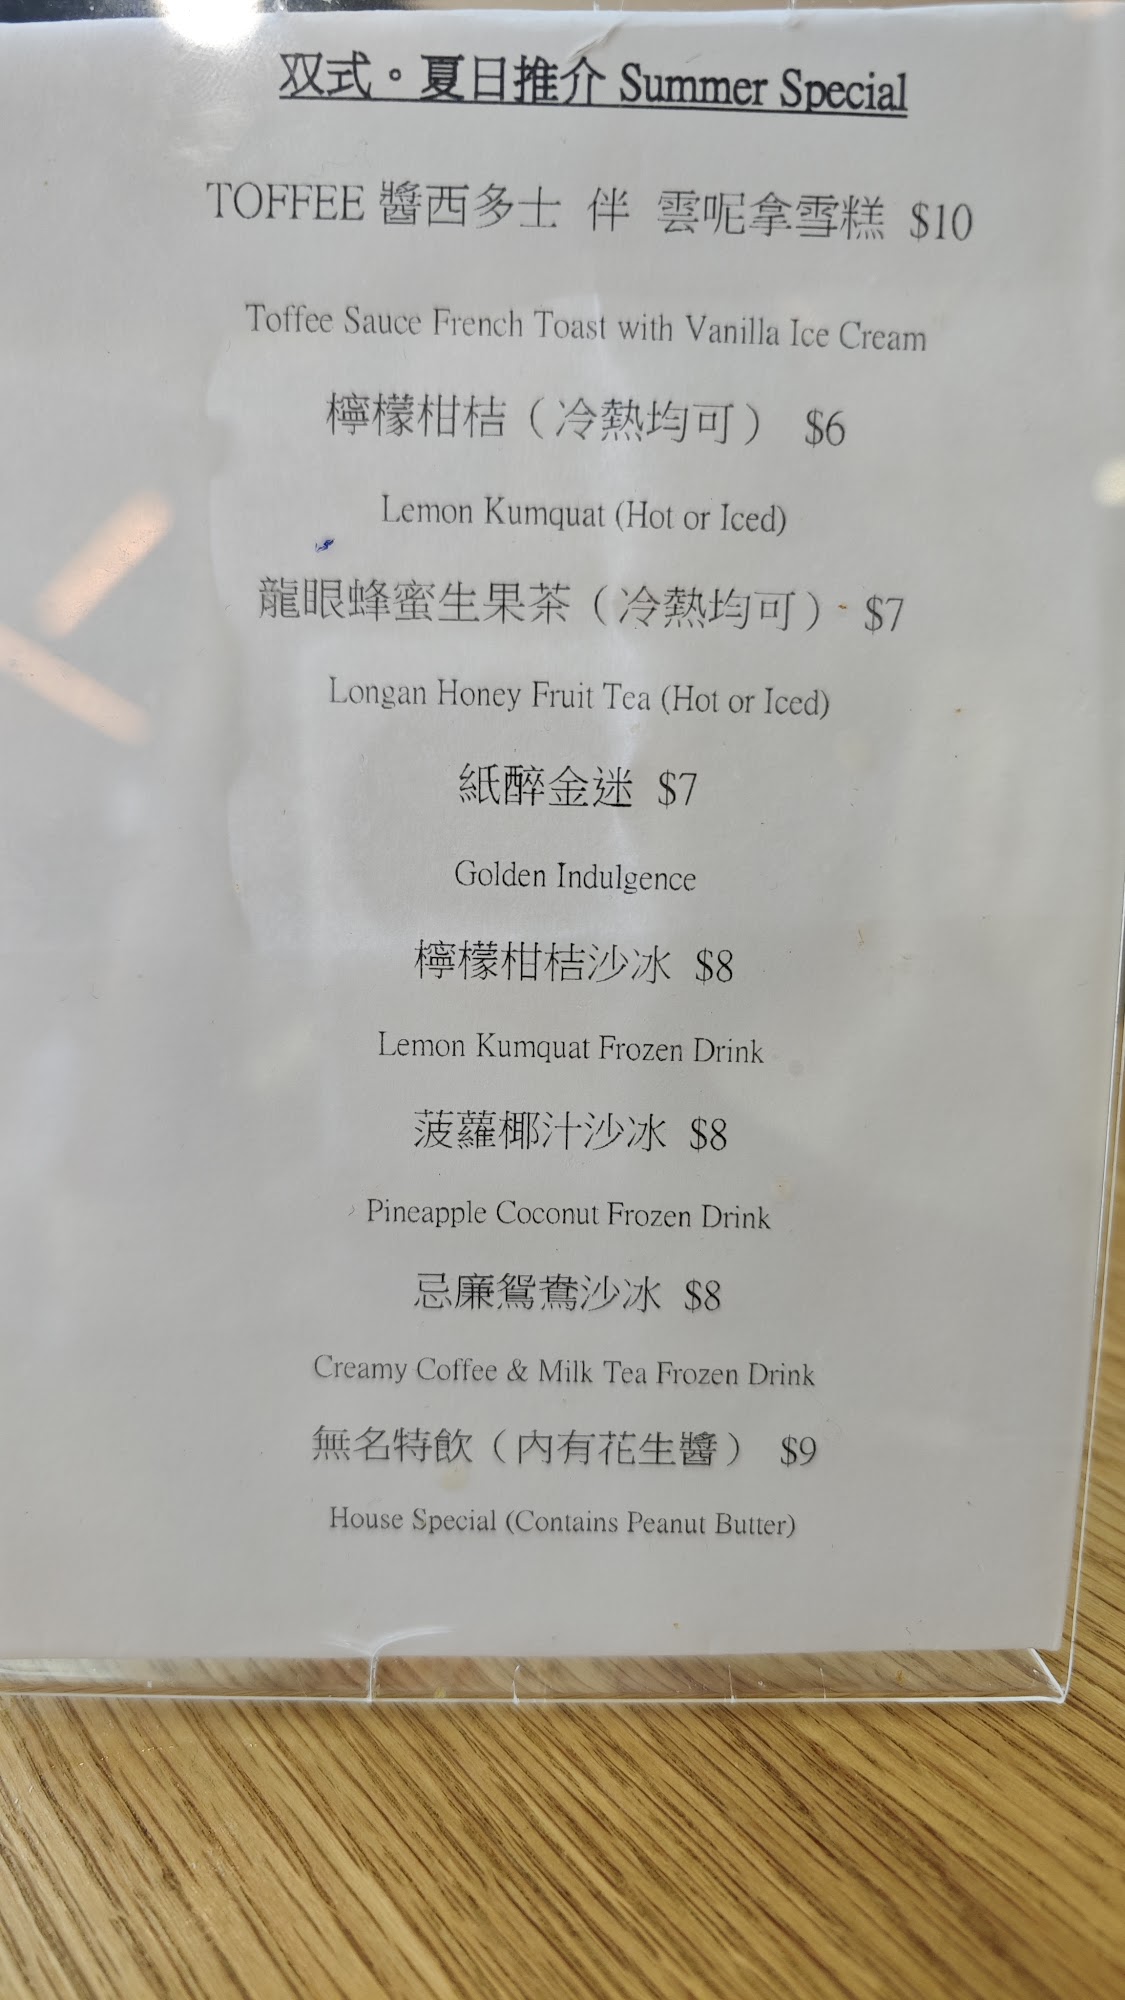 双式。夏日推介 Summer Special
TOFFEE 醬西多士 伴 雲呢拿雪糕 $10
Toffee Sauce French Toast with Vanilla Ice Cream
檸檬柑桔（冷熱均可） $6
Lemon Kumquat (Hot or Iced)
龍眼蜂蜜生果茶（冷熱均可） $7
Longan Honey Fruit Tea (Hot or Iced)
紙醉金迷 $7
Golden Indulgence
檸檬柑桔沙冰 $8
Lemon Kumquat Frozen Drink
菠蘿椰汁沙冰 $8
Pineapple Coconut Frozen Drink
忌廉鴛鴦沙冰 $8
Creamy Coffee & Milk Tea Frozen Drink
無名特飲（內有花生醬） $9
House Special (Contains Peanut Butter)